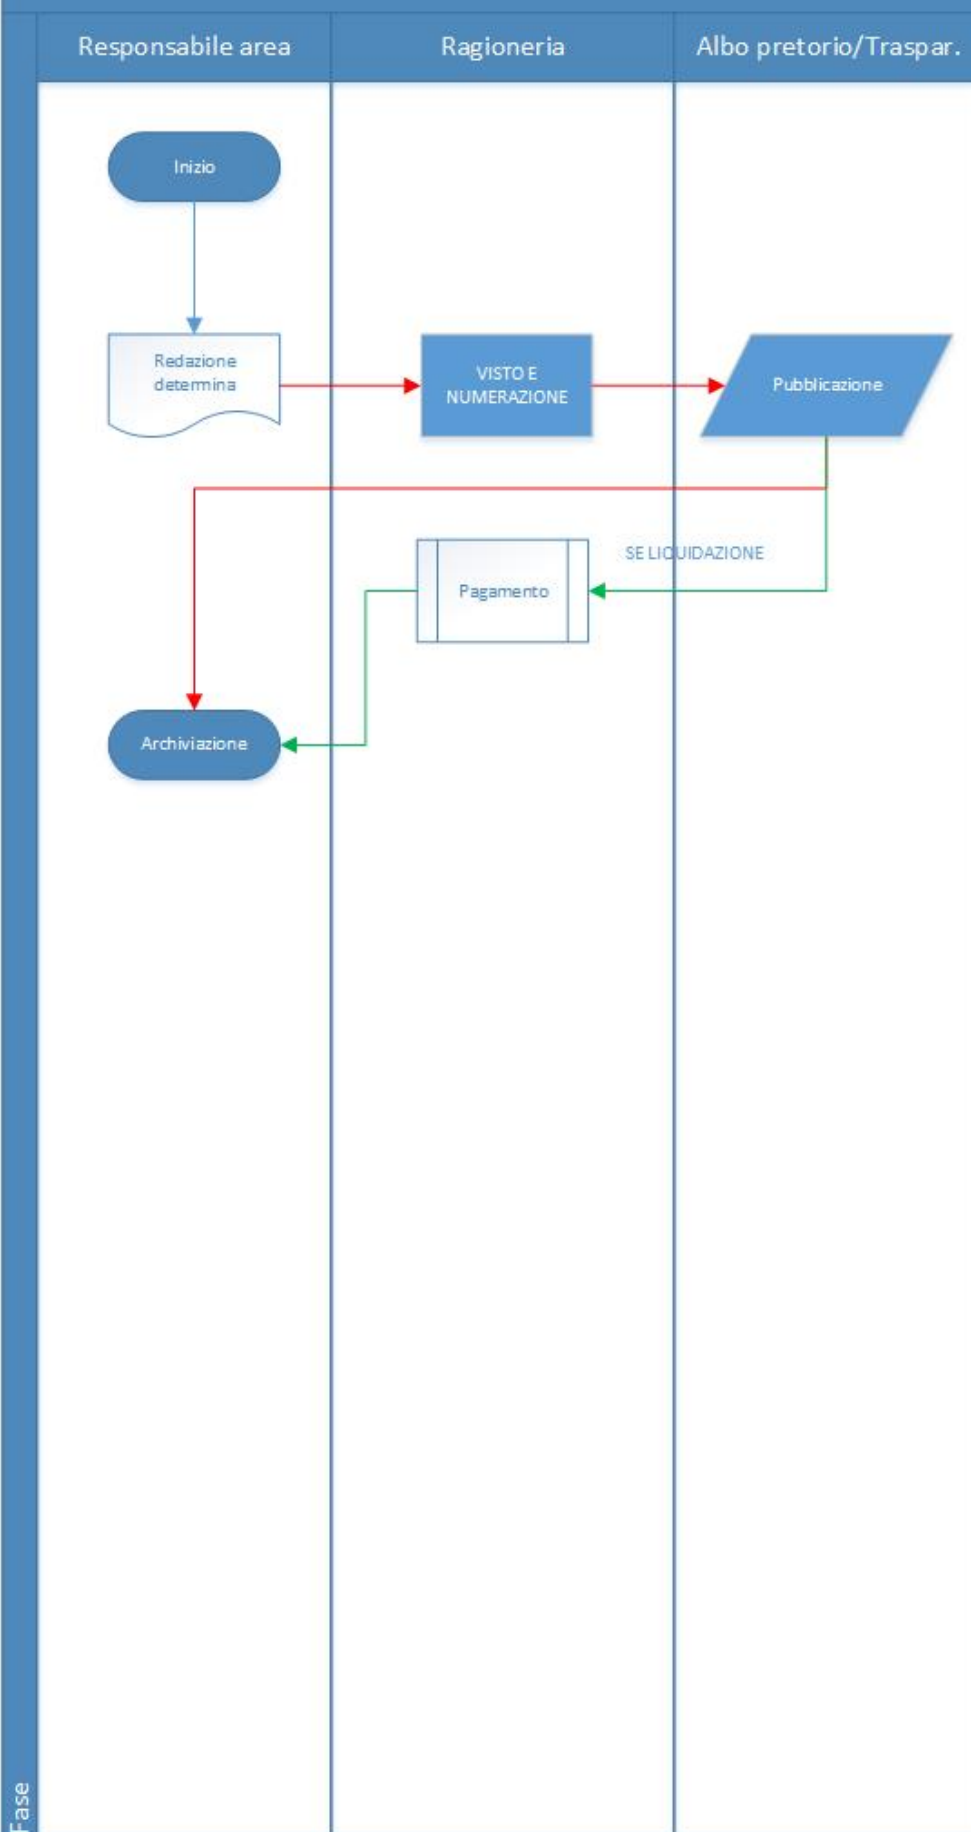 Responsabile area
Ragioneria
Albo pretorio/Traspar.
Inizio
Redazione
determina
VISTO E
NUMERAZIONE
Pubblicazione
SE LIQUIDAZIONE
Pagamento
Archiviazione
Fase